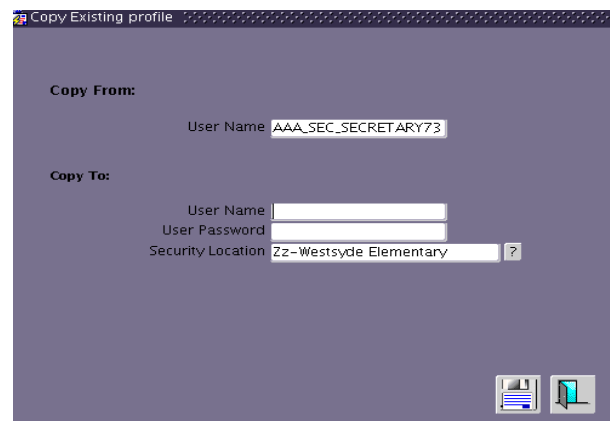 Copy Existing profile
Copy From:
User Name AAA_SEC_SECRETARY73
Copy To:
User Name
User Password
Security Location Zz-Westsyde Elementary ?